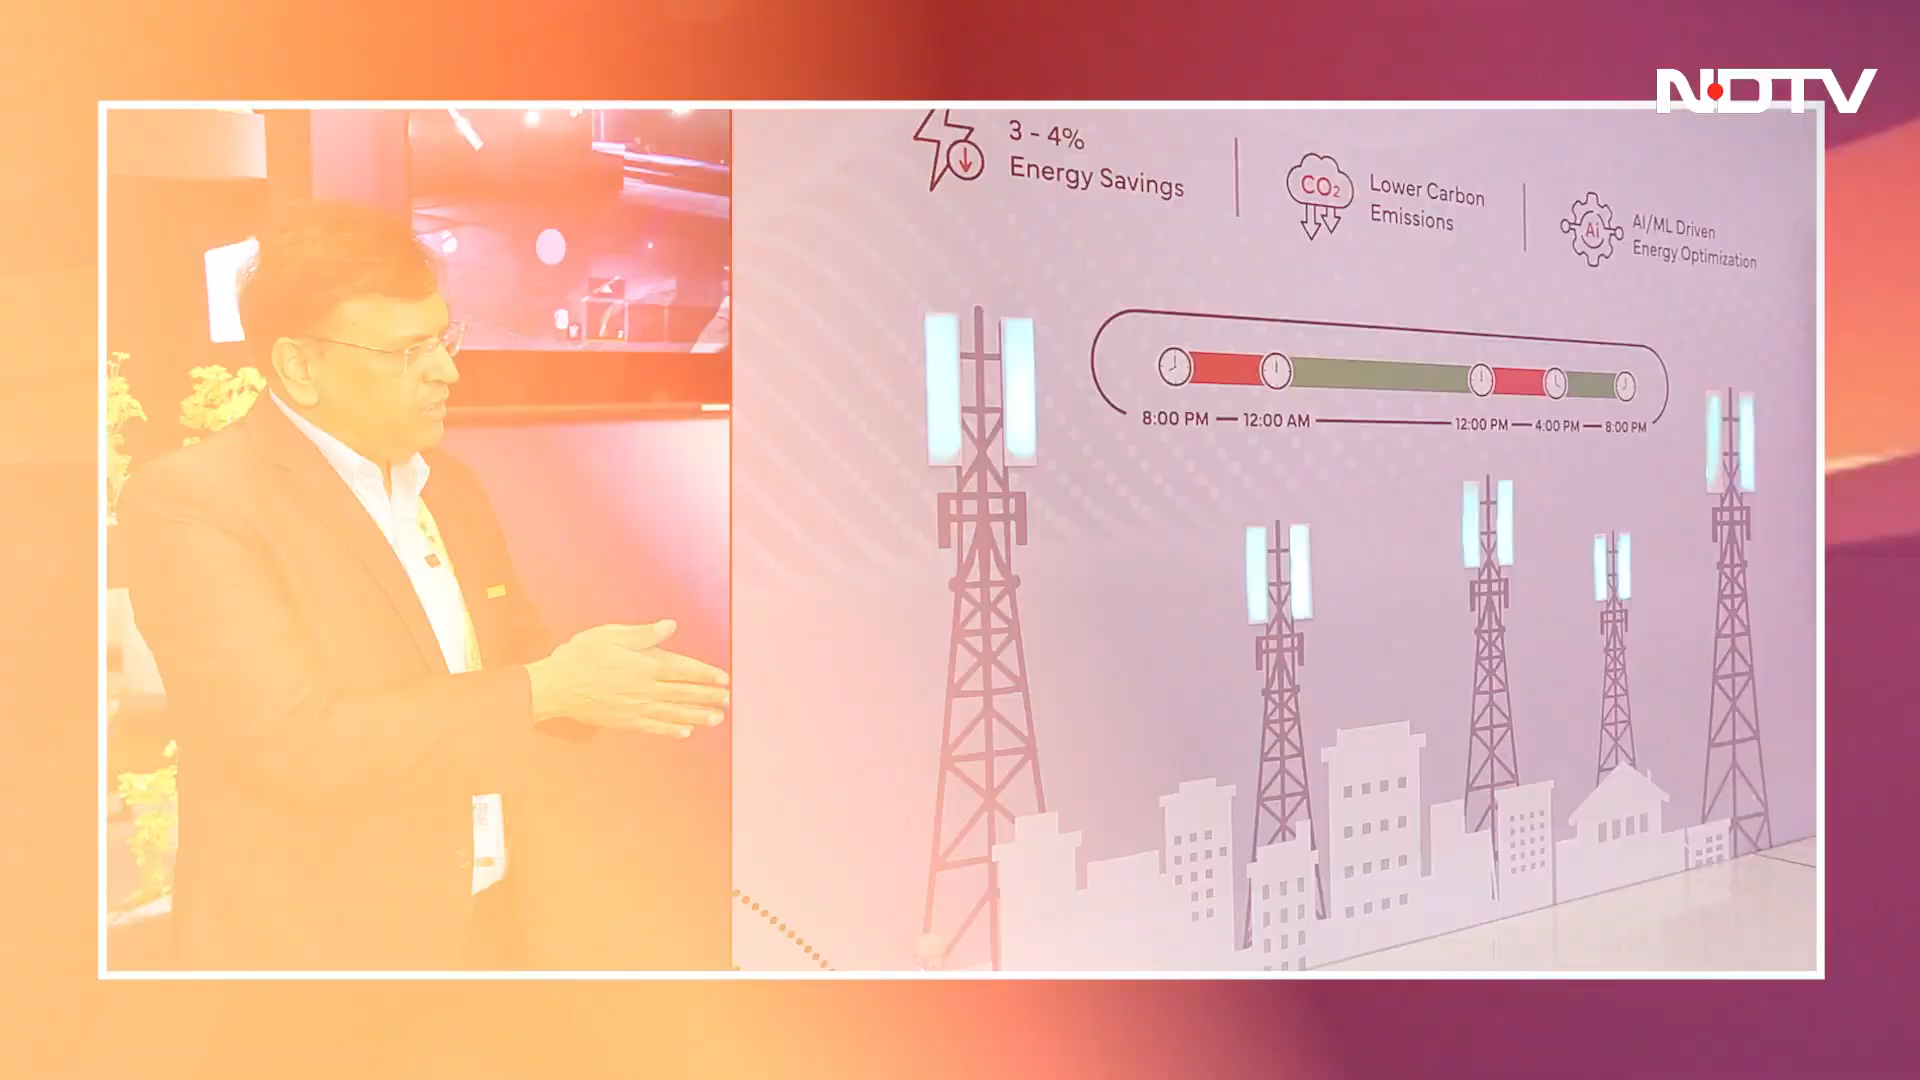 NDTV
3 - 4%
Energy Savings
CO2
Lower Carbon
Emissions
Ai
AI/ML Driven
Energy Optimization
8:00 PM 12:00 AM 12:00 PM 4:00 PM 8:00 PM